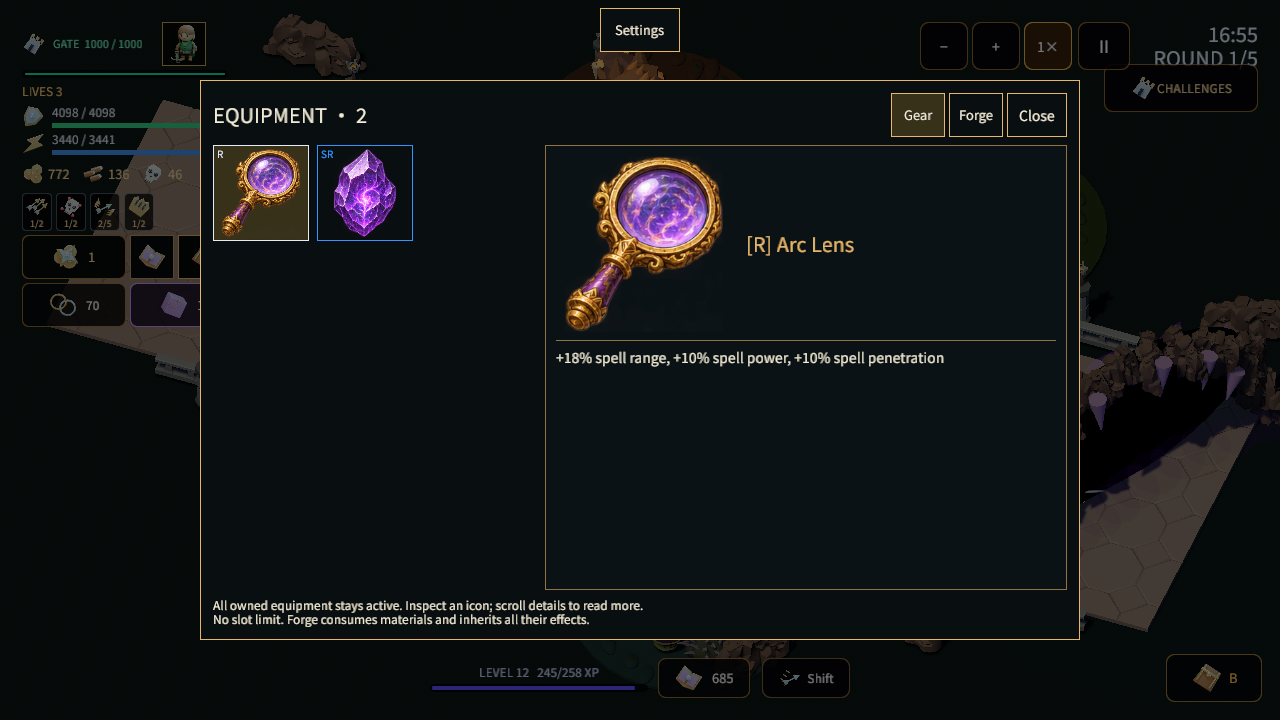 Settings
GATE 1000 / 1000
1×
16:55
ROUND 1/5
CHALLENGES
LIVES 3
4098 / 4098
3440 / 3441
772
136
46
1/2
1/2
2/5
1/2
1
70
EQUIPMENT • 2
Gear
Forge
Close
R
SR
[R] Arc Lens
+18% spell range, +10% spell power, +10% spell penetration
All owned equipment stays active. Inspect an icon; scroll details to read more.
No slot limit. Forge consumes materials and inherits all their effects.
LEVEL 12 245/258 XP
685
Shift
B